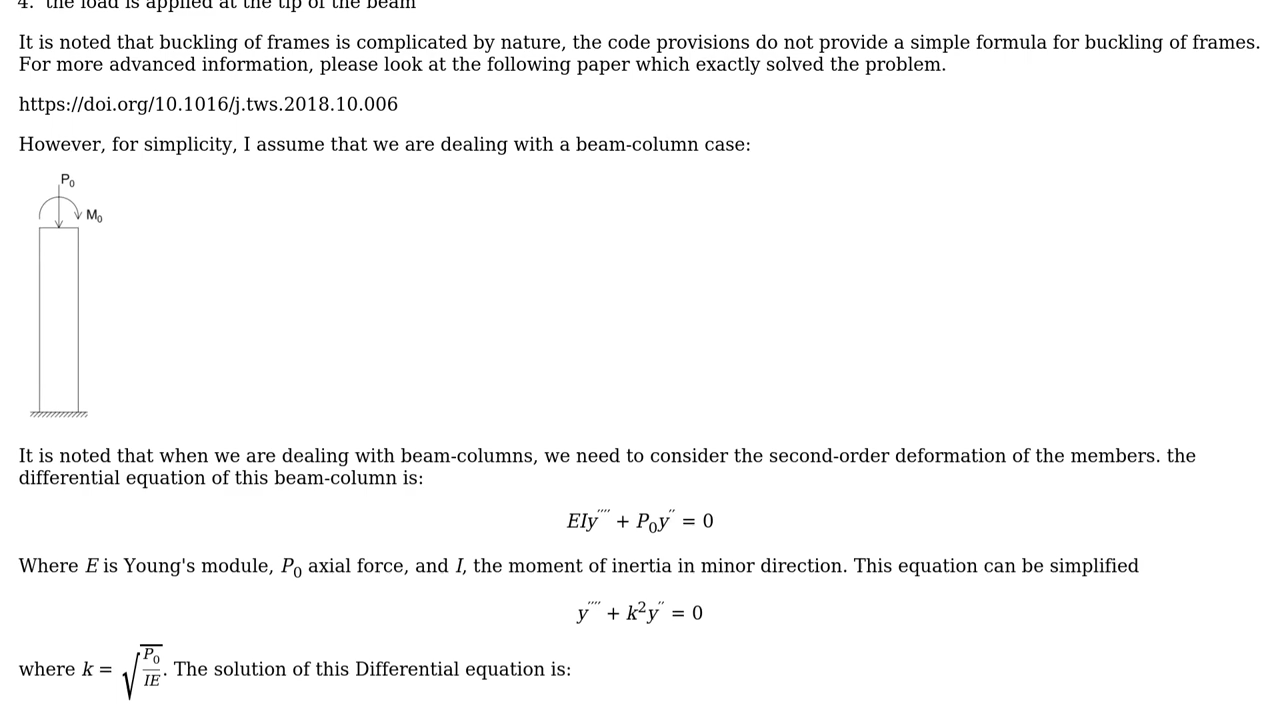 4. the load is applied at the tip of the beam
It is noted that buckling of frames is complicated by nature, the code provisions do not provide a simple formula for buckling of frames.
For more advanced information, please look at the following paper which exactly solved the problem.
https://doi.org/10.1016/j.tws.2018.10.006
However, for simplicity, I assume that we are dealing with a beam-column case:
P₀
M₀
It is noted that when we are dealing with beam-columns, we need to consider the second-order deformation of the members. the
differential equation of this beam-column is:
EIy'''' + P₀y'' = 0
Where E is Young's module, P₀ axial force, and I, the moment of inertia in minor direction. This equation can be simplified
y'''' + k²y'' = 0
where k = √(P₀/IE). The solution of this Differential equation is: